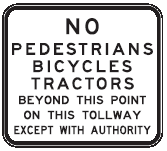 NO
PEDESTRIANS
BICYCLES
TRACTORS
BEYOND THIS POINT
ON THIS TOLLWAY
EXCEPT WITH AUTHORITY